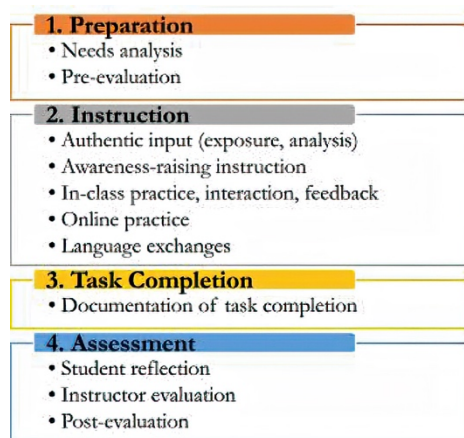 1. Preparation
• Needs analysis
• Pre-evaluation
2. Instruction
• Authentic input (exposure, analysis)
• Awareness-raising instruction
• In-class practice, interaction, feedback
• Online practice
• Language exchanges
3. Task Completion
• Documentation of task completion
4. Assessment
• Student reflection
• Instructor evaluation
• Post-evaluation